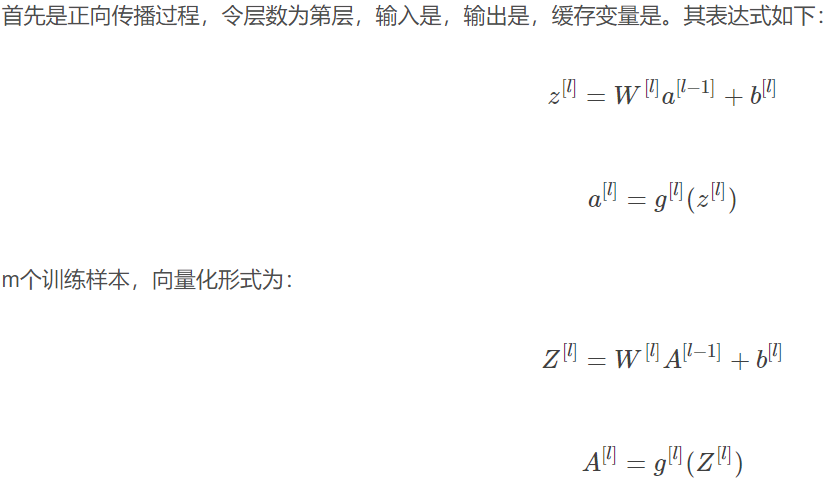 首先是正向传播过程，令层数为第层，输入是，输出是，缓存变量是。其表达式如下：
z^{[l]} = W^{[l]}a^{[l-1]} + b^{[l]}
a^{[l]} = g^{[l]}(z^{[l]})
m个训练样本，向量化形式为：
Z^{[l]} = W^{[l]}A^{[l-1]} + b^{[l]}
A^{[l]} = g^{[l]}(Z^{[l]})